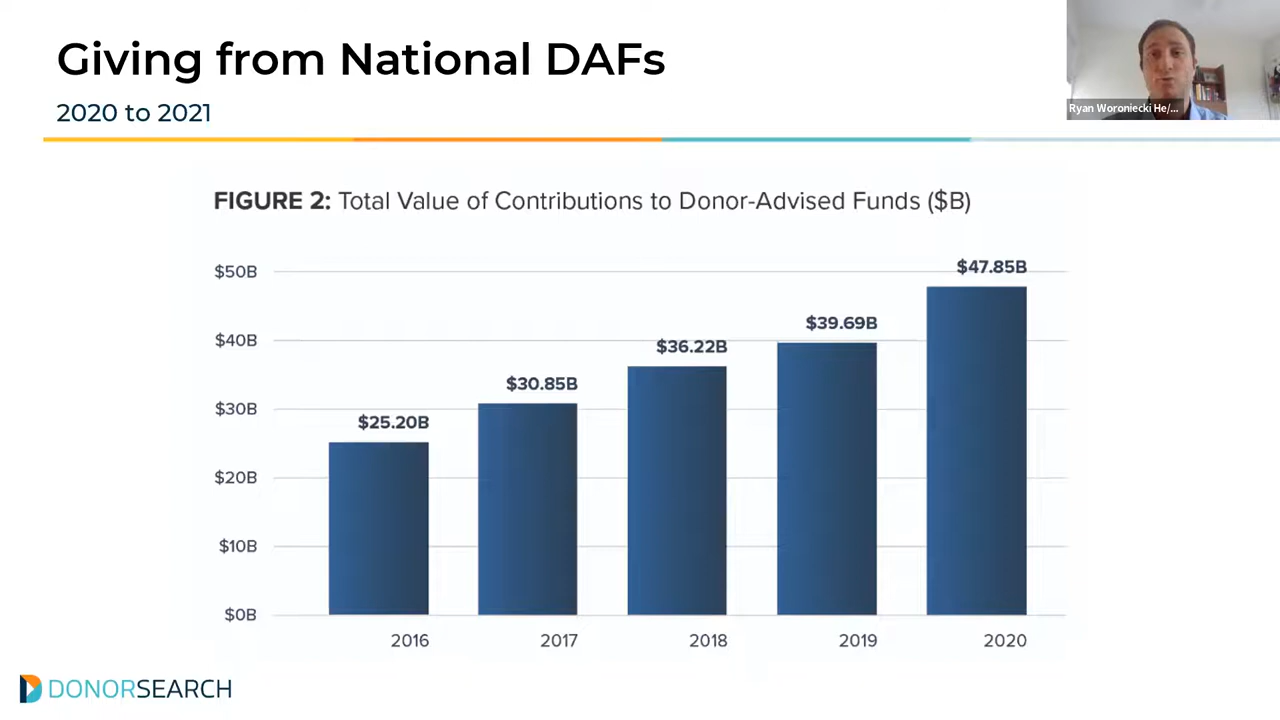 Giving from National DAFs
2020 to 2021
Ryan Woroniecki He/...
FIGURE 2: Total Value of Contributions to Donor-Advised Funds ($B)
$50B
$40B
$30B
$20B
$10B
$0B
$25.20B
$30.85B
$36.22B
$39.69B
$47.85B
2016 2017 2018 2019 2020
DONORSEARCH